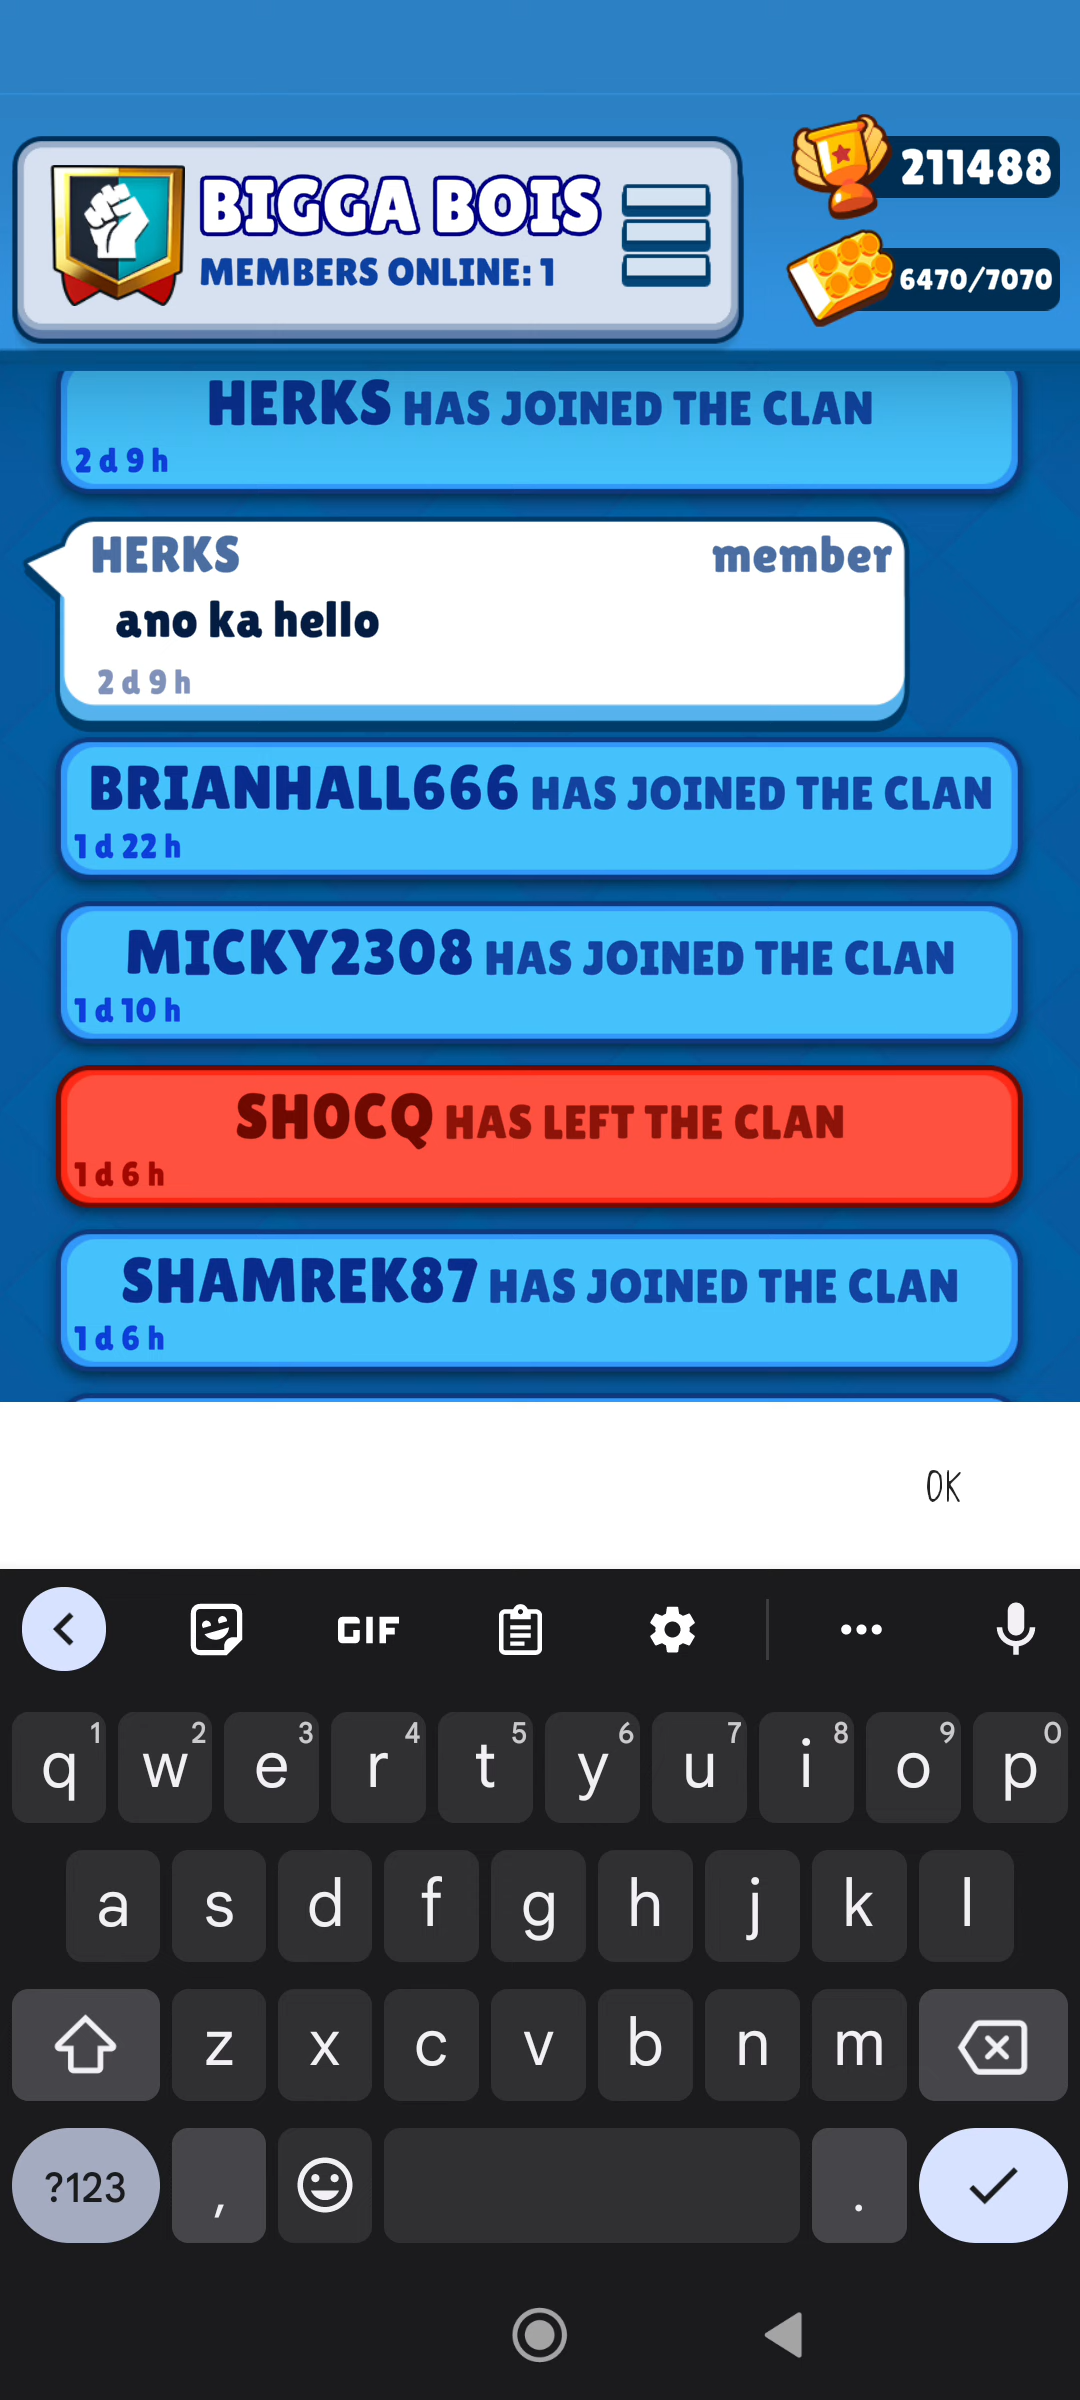 BIGGA BOIS
MEMBERS ONLINE: 1
211488
6470/7070
HERKS HAS JOINED THE CLAN
2 d 9 h
HERKS member
ano ka hello
2 d 9 h
BRIANHALL666 HAS JOINED THE CLAN
1 d 22 h
MICKY2308 HAS JOINED THE CLAN
1 d 10 h
SHOCQ HAS LEFT THE CLAN
1 d 6 h
SHAMREK87 HAS JOINED THE CLAN
1 d 6 h
OK
GIF
1 2 3 4 5 6 7 8 9 0
q w e r t y u i o p
a s d f g h j k l
z x c v b n m
?123 , .